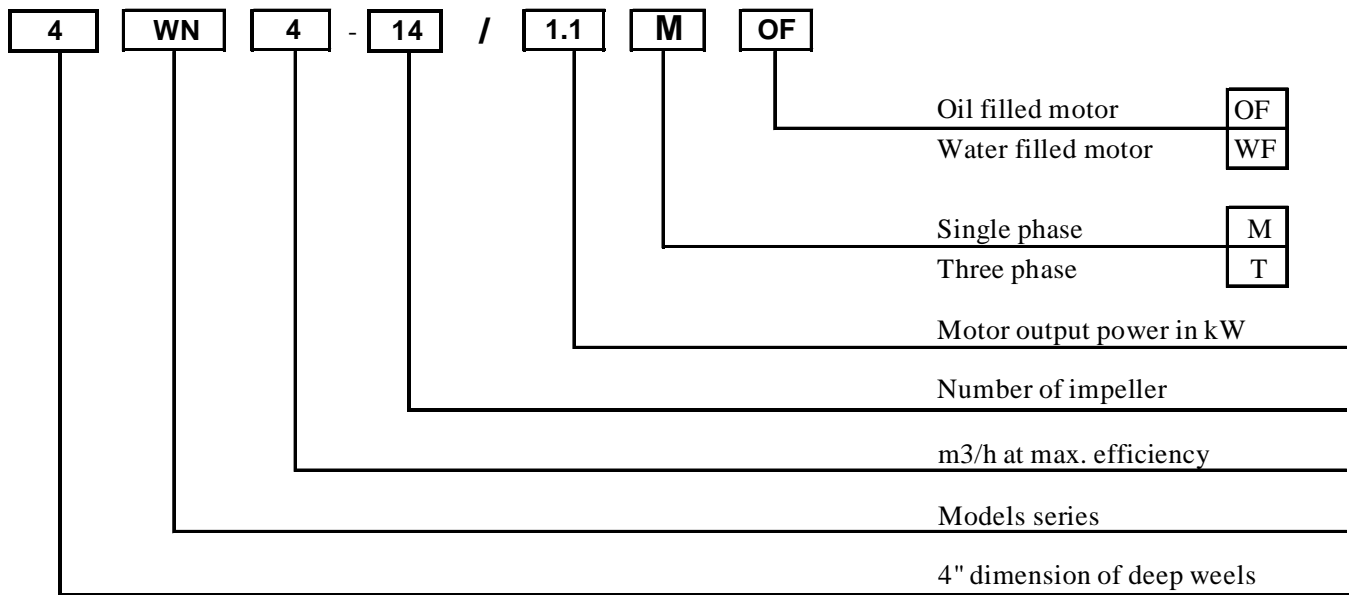 4 WN 4 - 14 / 1.1 M OF
Oil filled motor OF
Water filled motor WF
Single phase M
Three phase T
Motor output power in kW
Number of impeller
m3/h at max. efficiency
Models series
4" dimension of deep weels